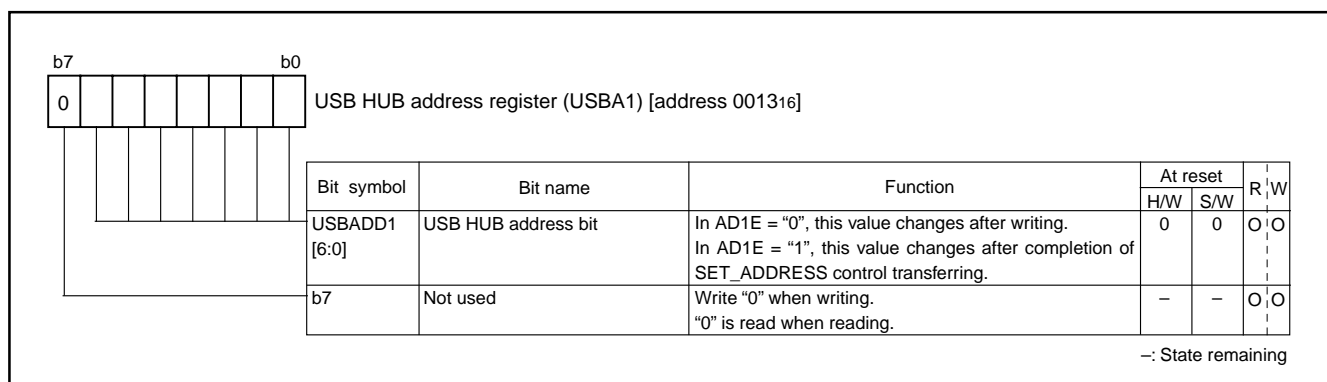 b7 b0
0 USB HUB address register (USBA1) [address 001316]
Bit symbol Bit name Function At reset R W
H/W S/W
USBADD1 USB HUB address bit In AD1E = “0”, this value changes after writing. 0 0 O O
[6:0] In AD1E = “1”, this value changes after completion of
SET_ADDRESS control transferring.
b7 Not used Write “0” when writing. – – O O
“0” is read when reading.
–: State remaining